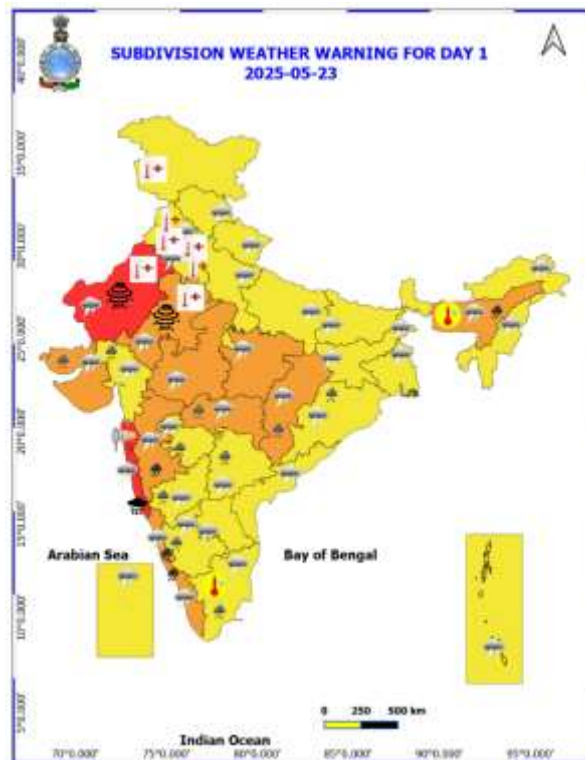 SUBDIVISION WEATHER WARNING FOR DAY 1
2025-05-23
40°0.000'
35°0.000'
30°0.000'
25°0.000'
20°0.000'
15°0.000'
10°0.000'
5°0.000'
Arabian Sea
Bay of Bengal
0 250 500 km
Indian Ocean
70°0.000' 75°0.000' 80°0.000' 85°0.000' 90°0.000' 95°0.000'